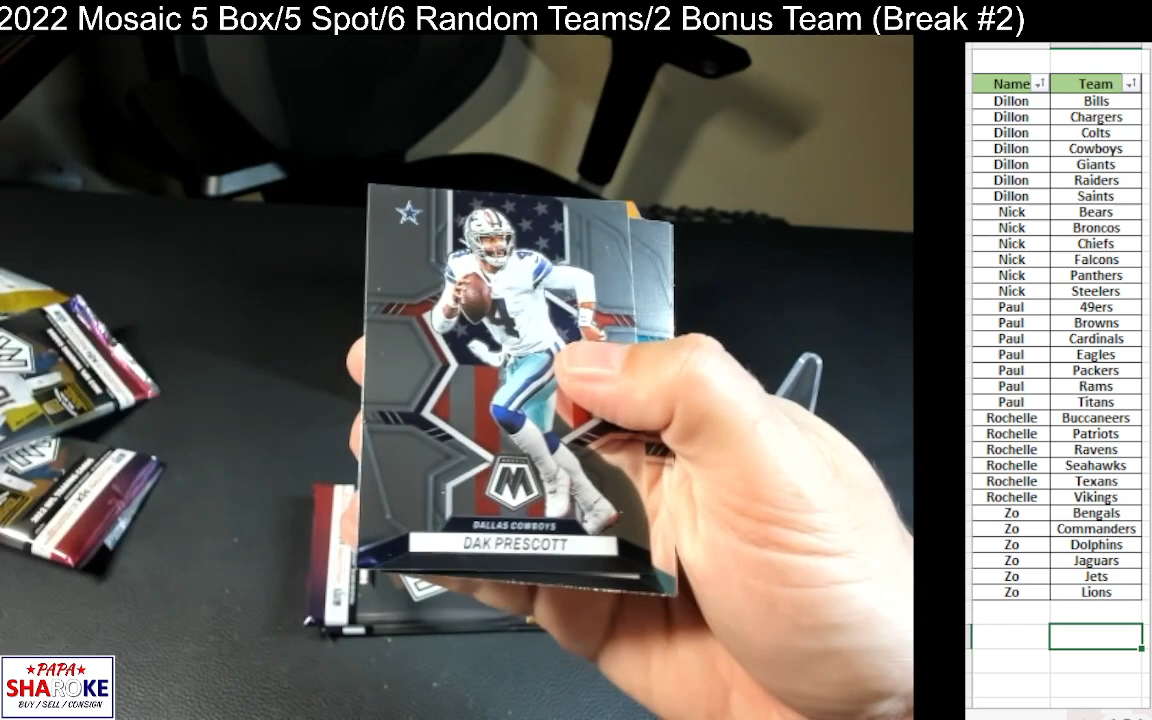 2022 Mosaic 5 Box/5 Spot/6 Random Teams/2 Bonus Team (Break #2)
Name Team
Dillon Bills
Dillon Chargers
Dillon Colts
Dillon Cowboys
Dillon Giants
Dillon Raiders
Dillon Saints
Nick Bears
Nick Broncos
Nick Chiefs
Nick Falcons
Nick Panthers
Nick Steelers
Paul 49ers
Paul Browns
Paul Cardinals
Paul Eagles
Paul Packers
Paul Rams
Paul Titans
Rochelle Buccaneers
Rochelle Patriots
Rochelle Ravens
Rochelle Seahawks
Rochelle Texans
Rochelle Vikings
Zo Bengals
Zo Commanders
Zo Dolphins
Zo Jaguars
Zo Jets
Zo Lions
4
M
DALLAS COWBOYS
DAK PRESCOTT
PAPA
SHAROKE
BUY / SELL / CONSIGN